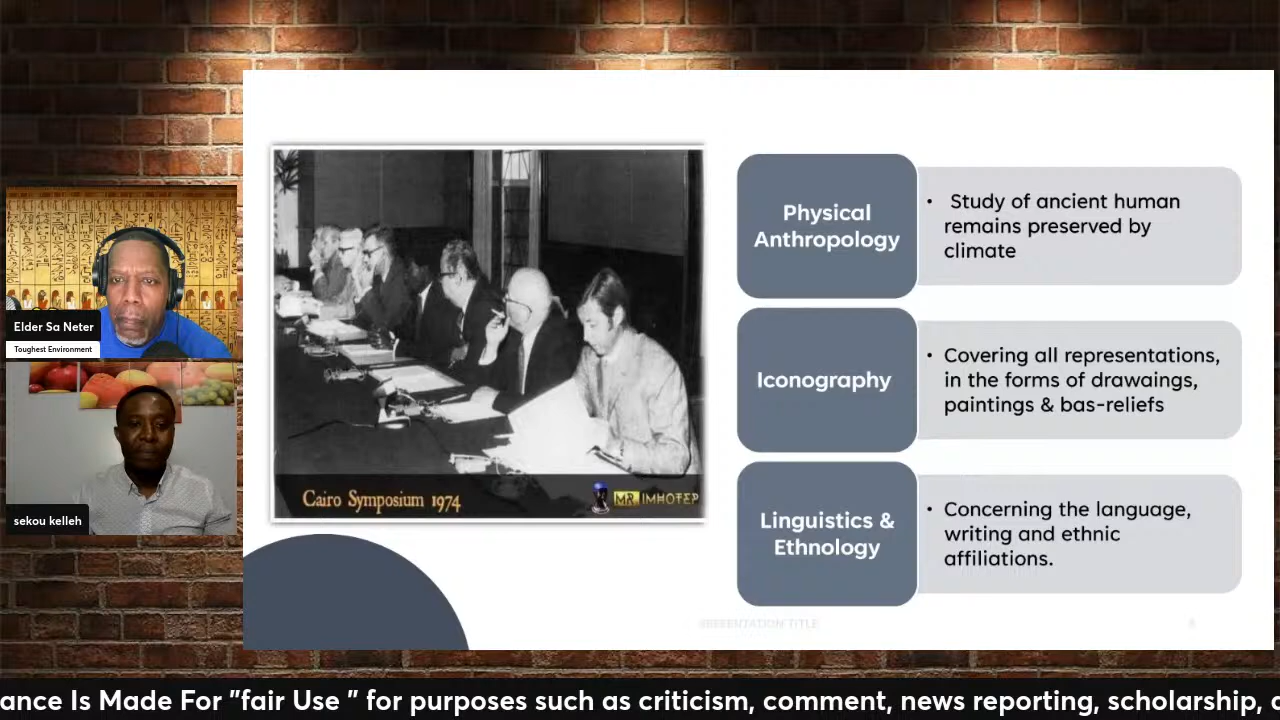 Elder Sa Neter
Toughest Environment
sekou kelleh
Cairo Symposium 1974
MR. IMHOTEP
Physical
Anthropology
• Study of ancient human
remains preserved by
climate
Iconography
• Covering all representations,
in the forms of drawaings,
paintings & bas-reliefs
Linguistics &
Ethnology
• Concerning the language,
writing and ethnic
affiliations.
PRESENTATION TITLE
ance Is Made For "fair Use " for purposes such as criticism, comment, news reporting, scholarship,